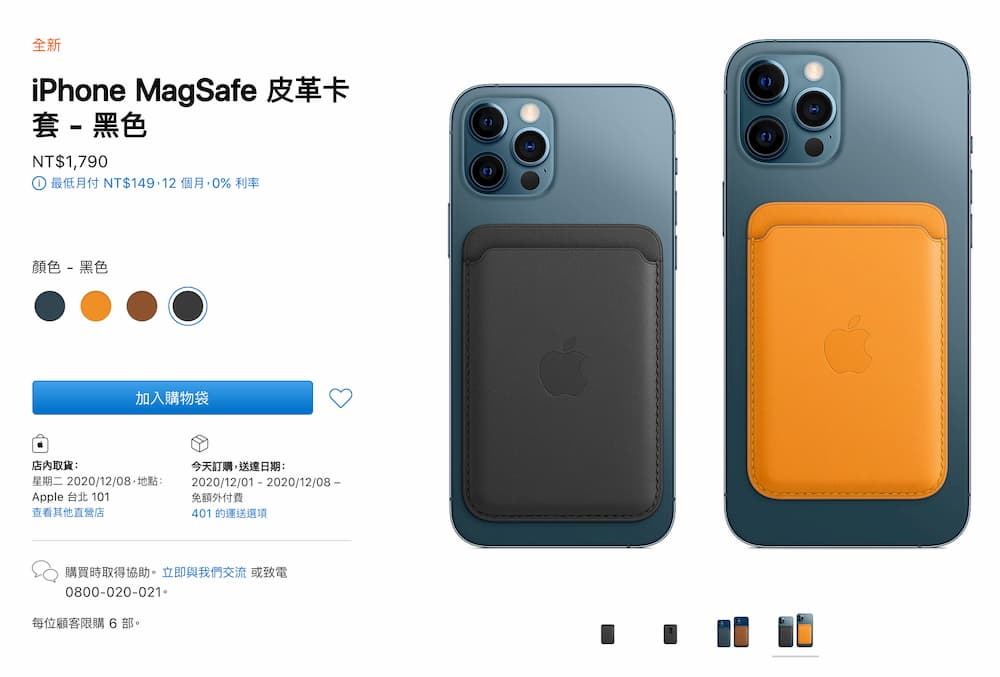 全新
iPhone MagSafe 皮革卡
套 - 黑色
NT$1,790
最低月付 NT$149，12 個月，0% 利率
顏色 - 黑色
加入購物袋
店內取貨：
星期二 2020/12/08，地點：
Apple 台北 101
查看其他直營店
今天訂購，送達日期：
2020/12/01 - 2020/12/08 –
免額外付費
401 的運送選項
購買時取得協助。立即與我們交流 或致電
0800-020-021。
每位顧客限購 6 部。